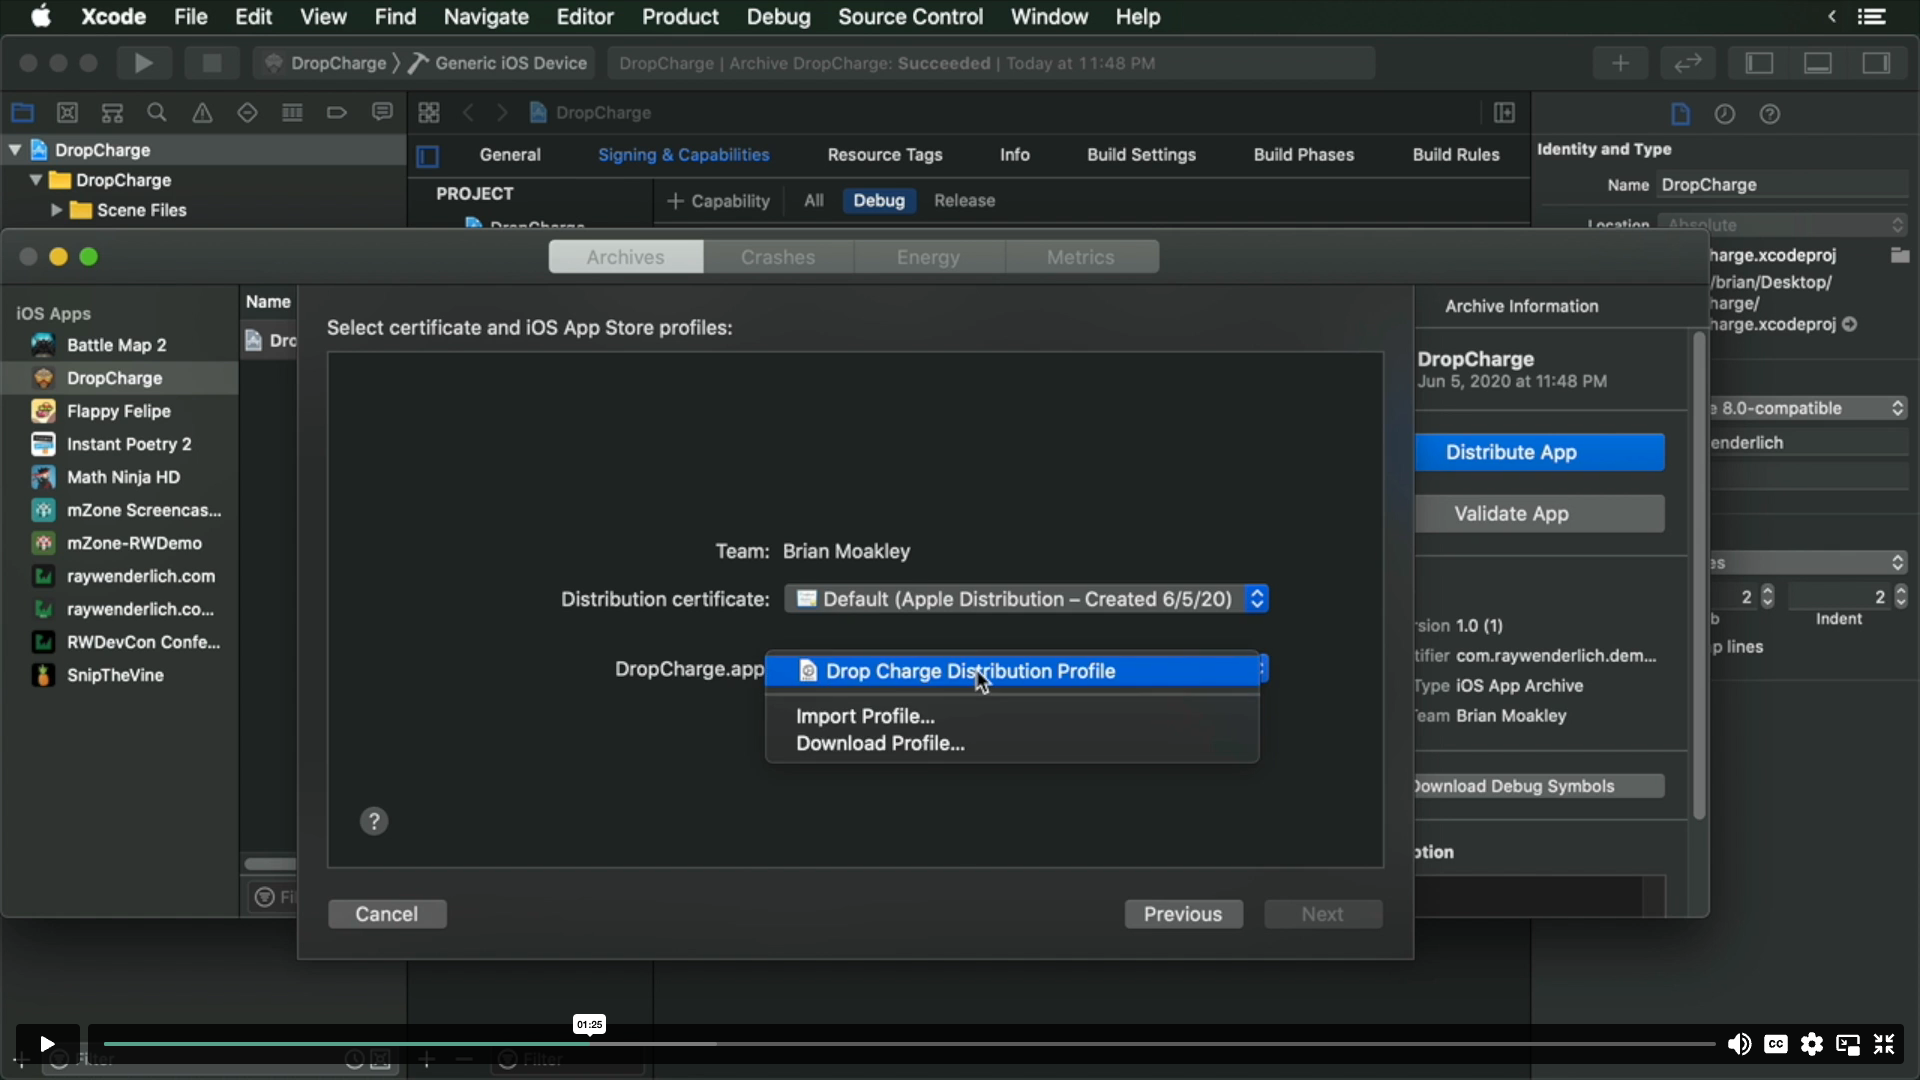 Xcode File Edit View Find Navigate Editor Product Debug Source Control Window Help
DropCharge Generic iOS Device DropCharge | Archive DropCharge: Succeeded | Today at 11:48 PM
DropCharge
DropCharge
General Signing & Capabilities Resource Tags Info Build Settings Build Phases Build Rules
Identity and Type
DropCharge
PROJECT
+ Capability All Debug Release
Name DropCharge
Scene Files
DropCharge
Location Absolute
Archives Crashes Energy Metrics
harge.xcodeproj
/brian/Desktop/
harge/
harge.xcodeproj
iOS Apps
Name
Archive Information
Select certificate and iOS App Store profiles:
Battle Map 2
Dro
DropCharge
Jun 5, 2020 at 11:48 PM
DropCharge
Flappy Felipe
8.0-compatible
Instant Poetry 2
enderlich
Distribute App
Math Ninja HD
mZone Screencas...
Validate App
mZone-RWDemo
Team: Brian Moakley
es
raywenderlich.com
Distribution certificate: Default (Apple Distribution – Created 6/5/20)
2 2
raywenderlich.co...
b Indent
rsion 1.0 (1)
RWDevCon Confe...
p lines
tifier com.raywenderlich.dem...
SnipTheVine
DropCharge.app Drop Charge Distribution Profile
Type iOS App Archive
Import Profile...
Team Brian Moakley
Download Profile...
Download Debug Symbols
?
ption
Fil
Cancel Previous Next
01:25
Filter Filter
CC